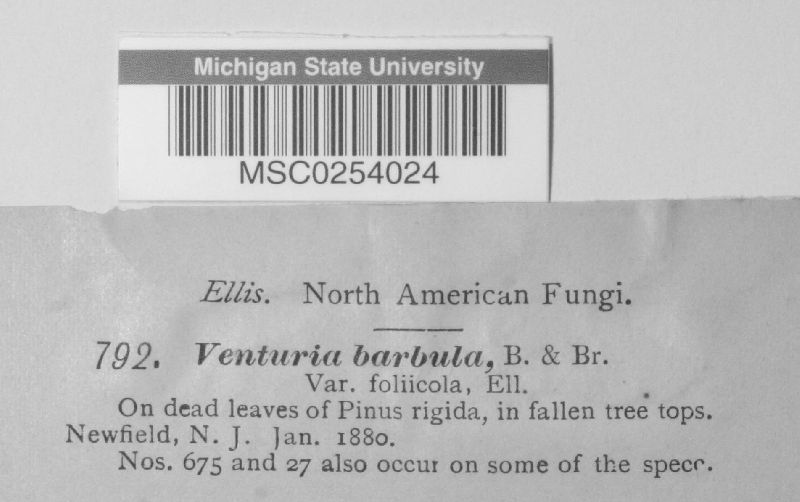 Michigan State University
MSC0254024
Ellis. North American Fungi.
792. Venturia barbula, B. & Br.
Var. foliicola, Ell.
On dead leaves of Pinus rigida, in fallen tree tops.
Newfield, N. J. Jan. 1880.
Nos. 675 and 27 also occur on some of the specc.